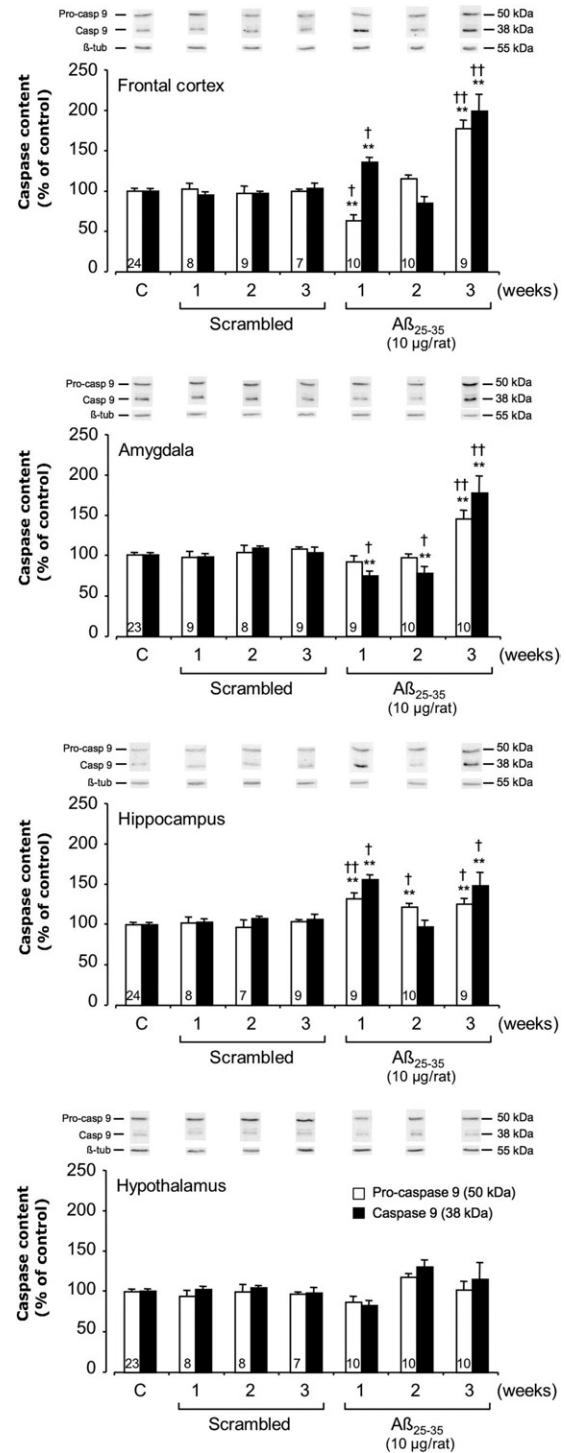 Pro-casp 9 50 kDa
Casp 9 38 kDa
ß-tub 55 kDa
Frontal cortex
Caspase content
(% of control)
250
200
150
100
50
0
†† ††
** **
† †
** **
24 8 9 7 10 10 9
C 1 2 3 1 2 3 (weeks)
Scrambled Aß25-35
(10 µg/rat)
Pro-casp 9 50 kDa
Casp 9 38 kDa
ß-tub 55 kDa
Amygdala
Caspase content
(% of control)
250
200
150
100
50
0
†† ††
** **
† †
** **
23 9 8 9 9 10 10
C 1 2 3 1 2 3 (weeks)
Scrambled Aß25-35
(10 µg/rat)
Pro-casp 9 50 kDa
Casp 9 38 kDa
ß-tub 55 kDa
Hippocampus
Caspase content
(% of control)
250
200
150
100
50
0
†† † † † †
** ** ** ** **
24 8 7 9 9 10 9
C 1 2 3 1 2 3 (weeks)
Scrambled Aß25-35
(10 µg/rat)
Pro-casp 9 50 kDa
Casp 9 38 kDa
ß-tub 55 kDa
Hypothalamus
Pro-caspase 9 (50 kDa)
Caspase 9 (38 kDa)
Caspase content
(% of control)
250
200
150
100
50
0
23 8 8 7 10 10 10
C 1 2 3 1 2 3 (weeks)
Scrambled Aß25-35
(10 µg/rat)